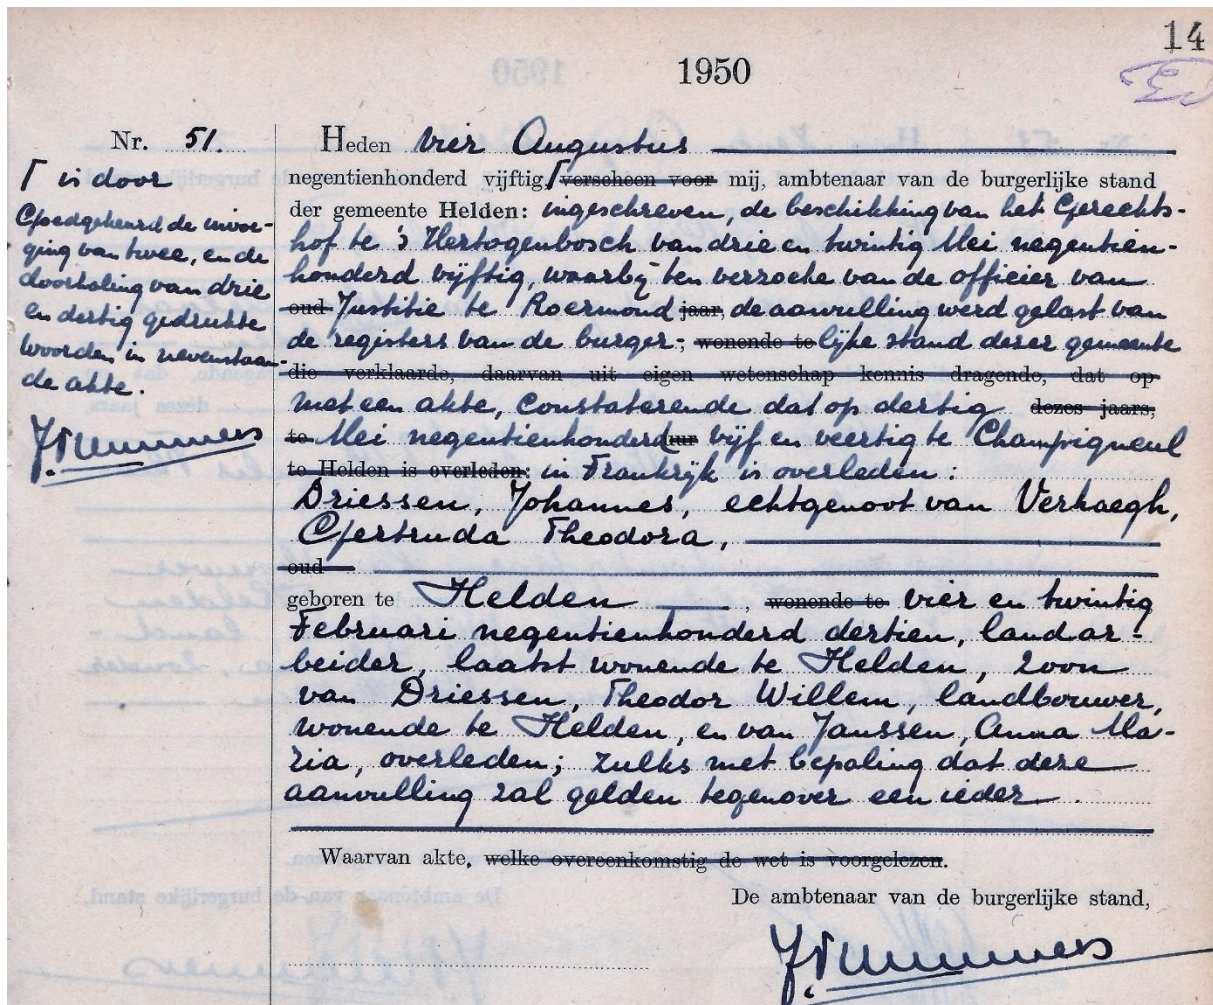 14
1950
Nr. 51.
Heden vier Augustus
negentienhonderd vijftig, ┌ verscheen voor mij, ambtenaar van de burgerlijke stand
der gemeente Helden: ingeschreven, de beschikking van het Gerechts-
hof te 's Hertogenbosch van drie en twintig Mei negentien-
honderd vijftig, waarbij ten verzoeke van de officier van
oud Justitie te Roermond jaar, de aanvulling werd gelast van
de registers van de burger-, wonende te lijke stand dezer gemeente
die verklaarde, daarvan uit eigen wetenschap kennis dragende, dat op
met een akte, constaterende dat op dertig dezes jaars,
te Mei negentienhonderd uur vijf en veertig te Champigneul
te Helden is overleden: in Frankrijk is overleden:
Driessen, Johannes, echtgenoot van Verhaegh,
Gertruda Theodora,
oud
geboren te Helden, wonende te vier en twintig
Februari negentienhonderd dertien, landar-
beider, laatst wonende te Helden, zoon
van Driessen, Theodor Willem, landbouwer,
wonende te Helden, en van Janssen, Anna Ma-
ria, overleden; zulks met bepaling dat deze
aanvulling zal gelden tegenover een ieder.
Waarvan akte, welke overeenkomstig de wet is voorgelezen.
De ambtenaar van de burgerlijke stand,
┌ is door
Goedgekeurd de invoe-
ging van twee, en de
doorhaling van drie
en dertig gedrukte
woorden in nevenstaan-
de akte.